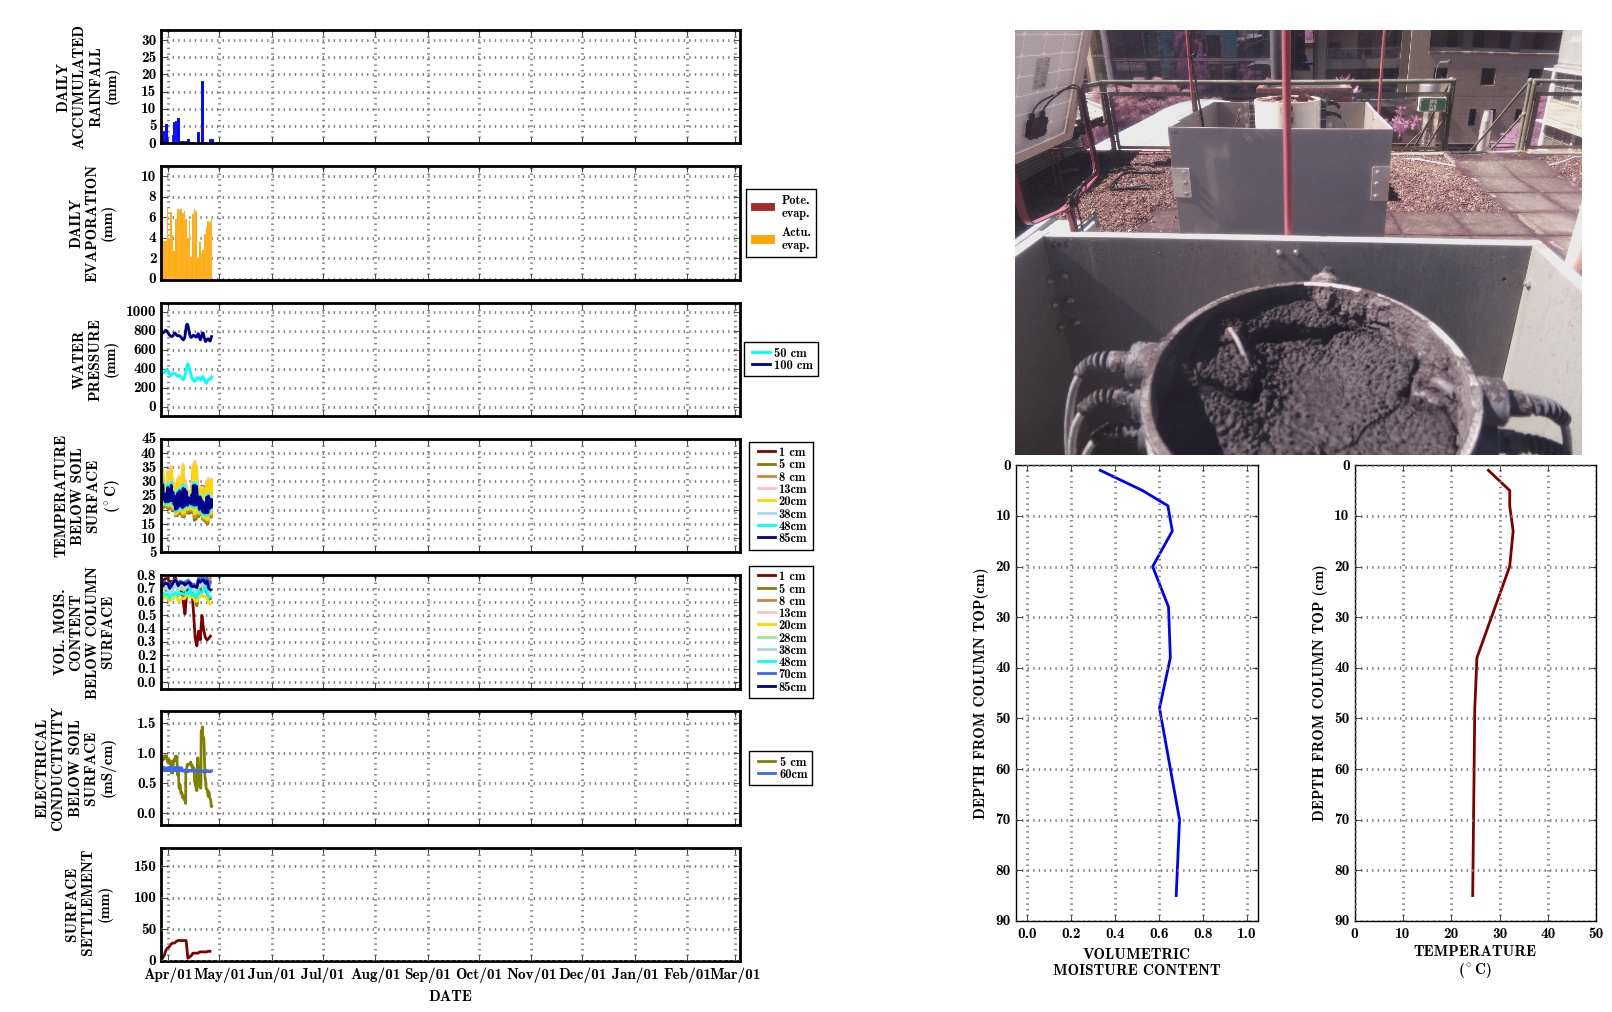 DAILY
ACCUMULATED
RAINFALL
(mm)
30
25
20
15
10
5
0
DAILY
EVAPORATION
(mm)
10
8
6
4
2
0
Pote.
evap.
Actu.
evap.
WATER
PRESSURE
(mm)
1000
800
600
400
200
0
50 cm
100 cm
TEMPERATURE
BELOW SOIL
SURFACE
(°C)
45
40
35
30
25
20
15
10
5
1 cm
5 cm
8 cm
13cm
20cm
38cm
48cm
85cm
VOL. MOIS.
CONTENT
BELOW COLUMN
SURFACE
0.8
0.7
0.6
0.5
0.4
0.3
0.2
0.1
0.0
1 cm
5 cm
8 cm
13cm
20cm
28cm
38cm
48cm
70cm
85cm
ELECTRICAL
CONDUCTIVITY
BELOW SOIL
SURFACE
(mS/cm)
1.5
1.0
0.5
0.0
5 cm
60cm
SURFACE
SETTLEMENT
(mm)
150
100
50
0
Apr/01 May/01 Jun/01 Jul/01 Aug/01 Sep/01 Oct/01 Nov/01 Dec/01 Jan/01 Feb/01 Mar/01
DATE
DEPTH FROM COLUMN TOP(cm)
0
10
20
30
40
50
60
70
80
90
0.0 0.2 0.4 0.6 0.8 1.0
VOLUMETRIC
MOISTURE CONTENT
DEPTH FROM COLUMN TOP (cm)
0
10
20
30
40
50
60
70
80
90
0 10 20 30 40 50
TEMPERATURE
(°C)